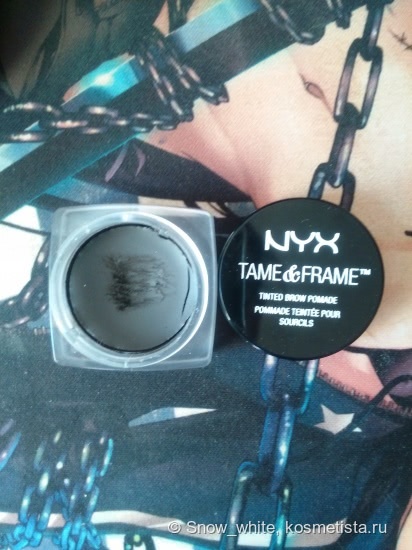 NYX
TAME&FRAME™
TINTED BROW POMADE
POMMADE TEINTÉE POUR
SOURCILS
© Snow_white, kosmetista.ru